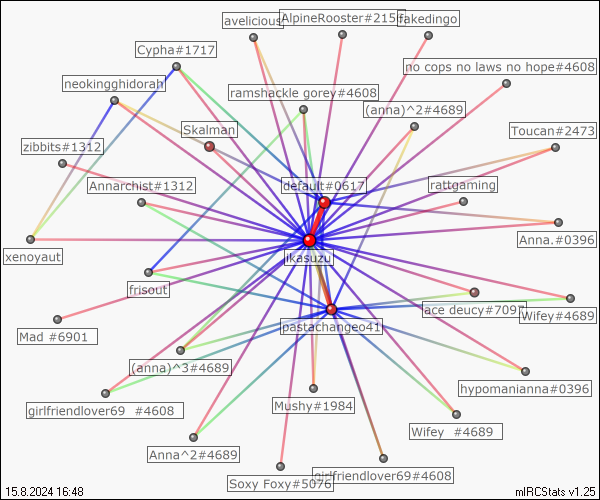 avelicious
AlpineRooster#2154
fakedingo
Cypha#1717
no cops no laws no hope#4608
neokingghidorah
ramshackle gorey#4608
(anna)^2#4689
Skalman
Toucan#2473
zibbits#1312
Annarchist#1312
default#0617
rattgaming
Anna.#0396
xenoyaut
ikasuzu
frisout
ace deucy#7097
Wifey#4689
Mad #6901
pastachangeo41
(anna)^3#4689
hypomanianna#0396
girlfriendlover69 #4608
Mushy#1984
Wifey #4689
Anna^2#4689
Soxy Foxy#5076
girlfriendlover69#4608
15.8.2024 16:48
mIRCStats v1.25